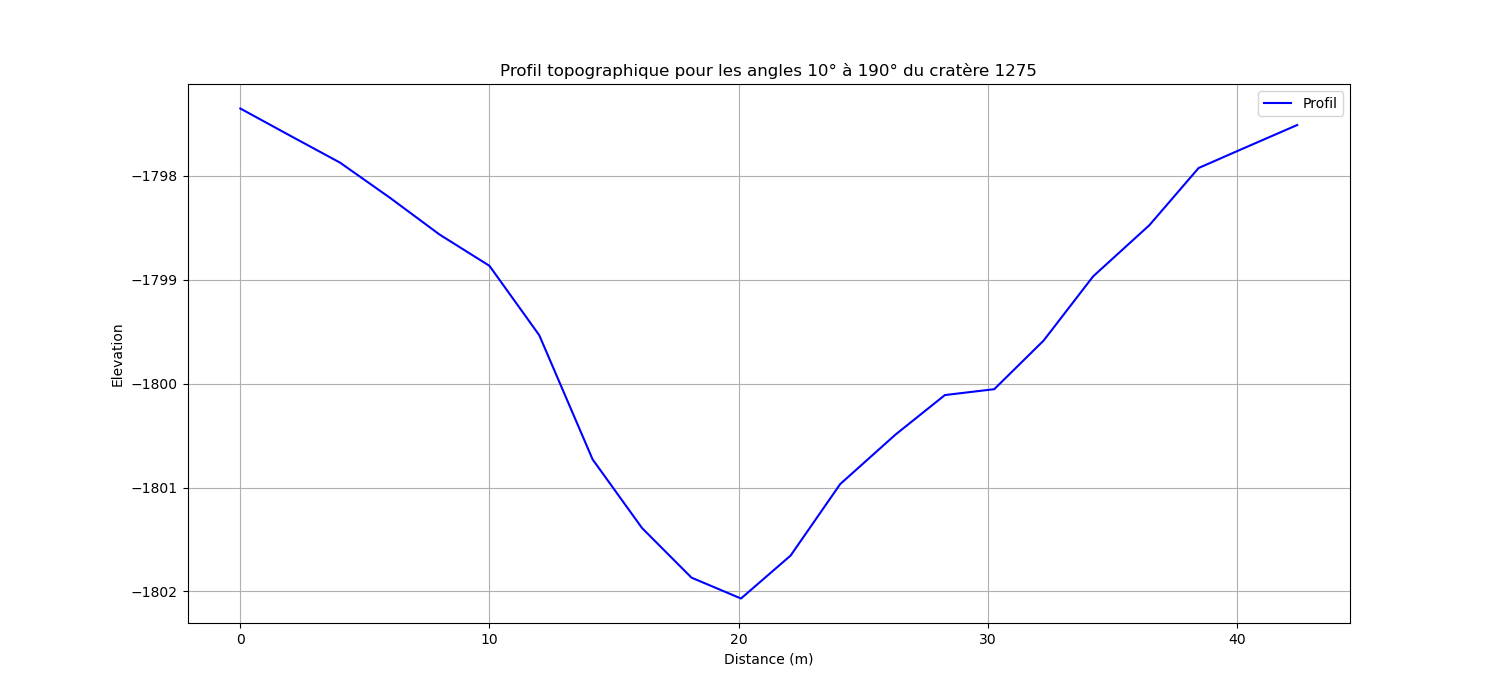 Profil topographique pour les angles 10° à 190° du cratère 1275
Profil
−1798
−1799
−1800
−1801
−1802
Elevation
0 10 20 30 40
Distance (m)